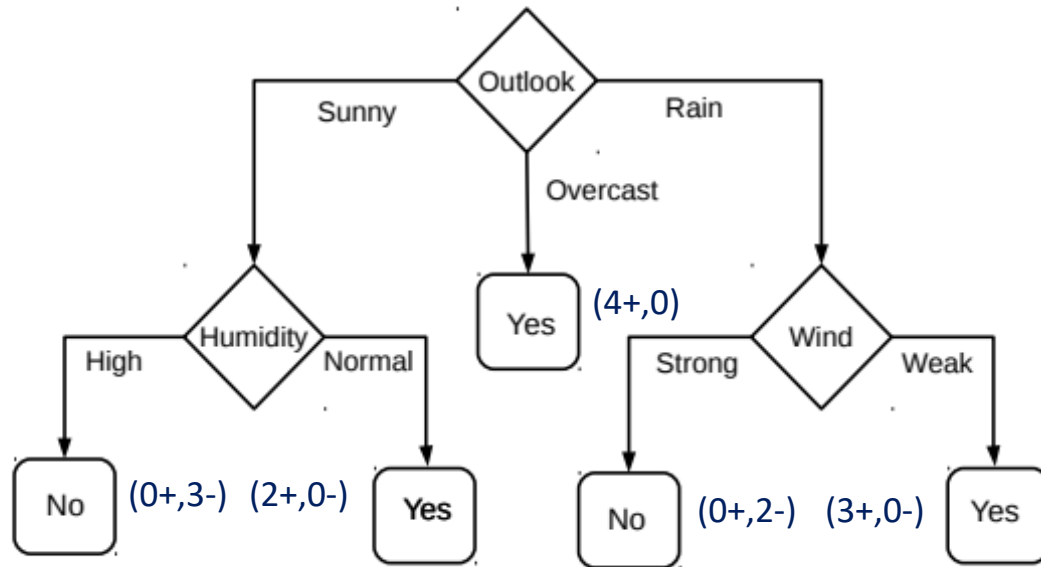 Outlook
Sunny
Rain
Overcast
Yes
(4+,0)
Humidity
Wind
High
Normal
Strong
Weak
No
(0+,3-)
(2+,0-)
Yes
No
(0+,2-)
(3+,0-)
Yes